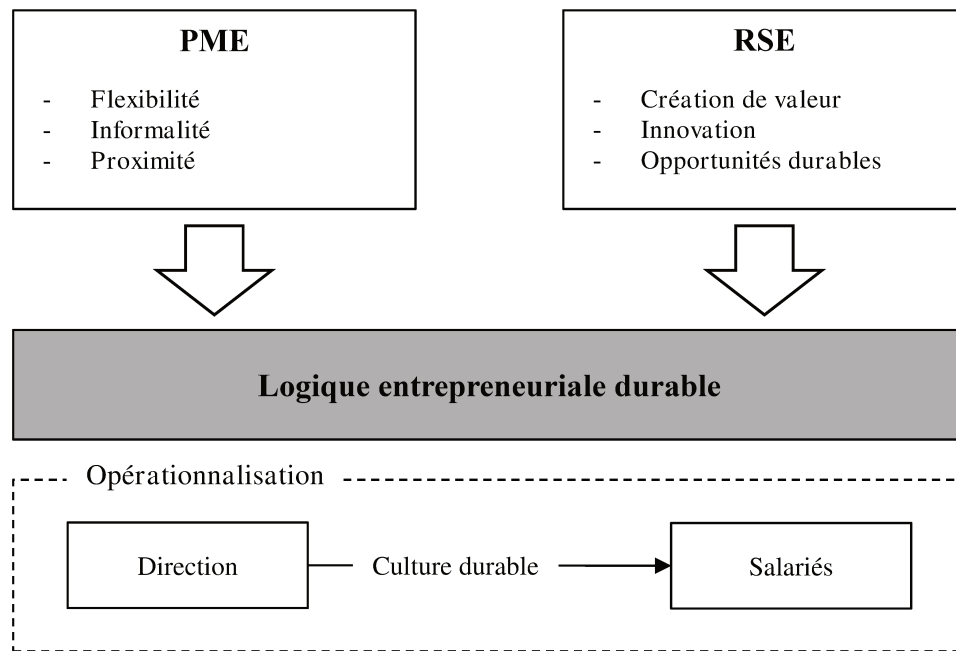 PME
- Flexibilité
- Informalité
- Proximité
RSE
- Création de valeur
- Innovation
- Opportunités durables
Logique entrepreneuriale durable
Opérationnalisation
Direction
Culture durable
Salariés